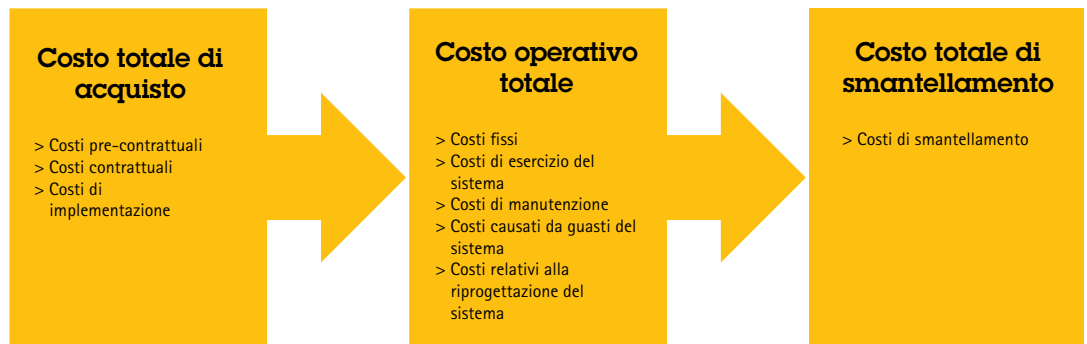 Costo totale di
acquisto
> Costi pre-contrattuali
> Costi contrattuali
> Costi di
implementazione
Costo operativo
totale
> Costi fissi
> Costi di esercizio del
sistema
> Costi di manutenzione
> Costi causati da guasti del
sistema
> Costi relativi alla
riprogettazione del
sistema
Costo totale di
smantellamento
> Costi di smantellamento